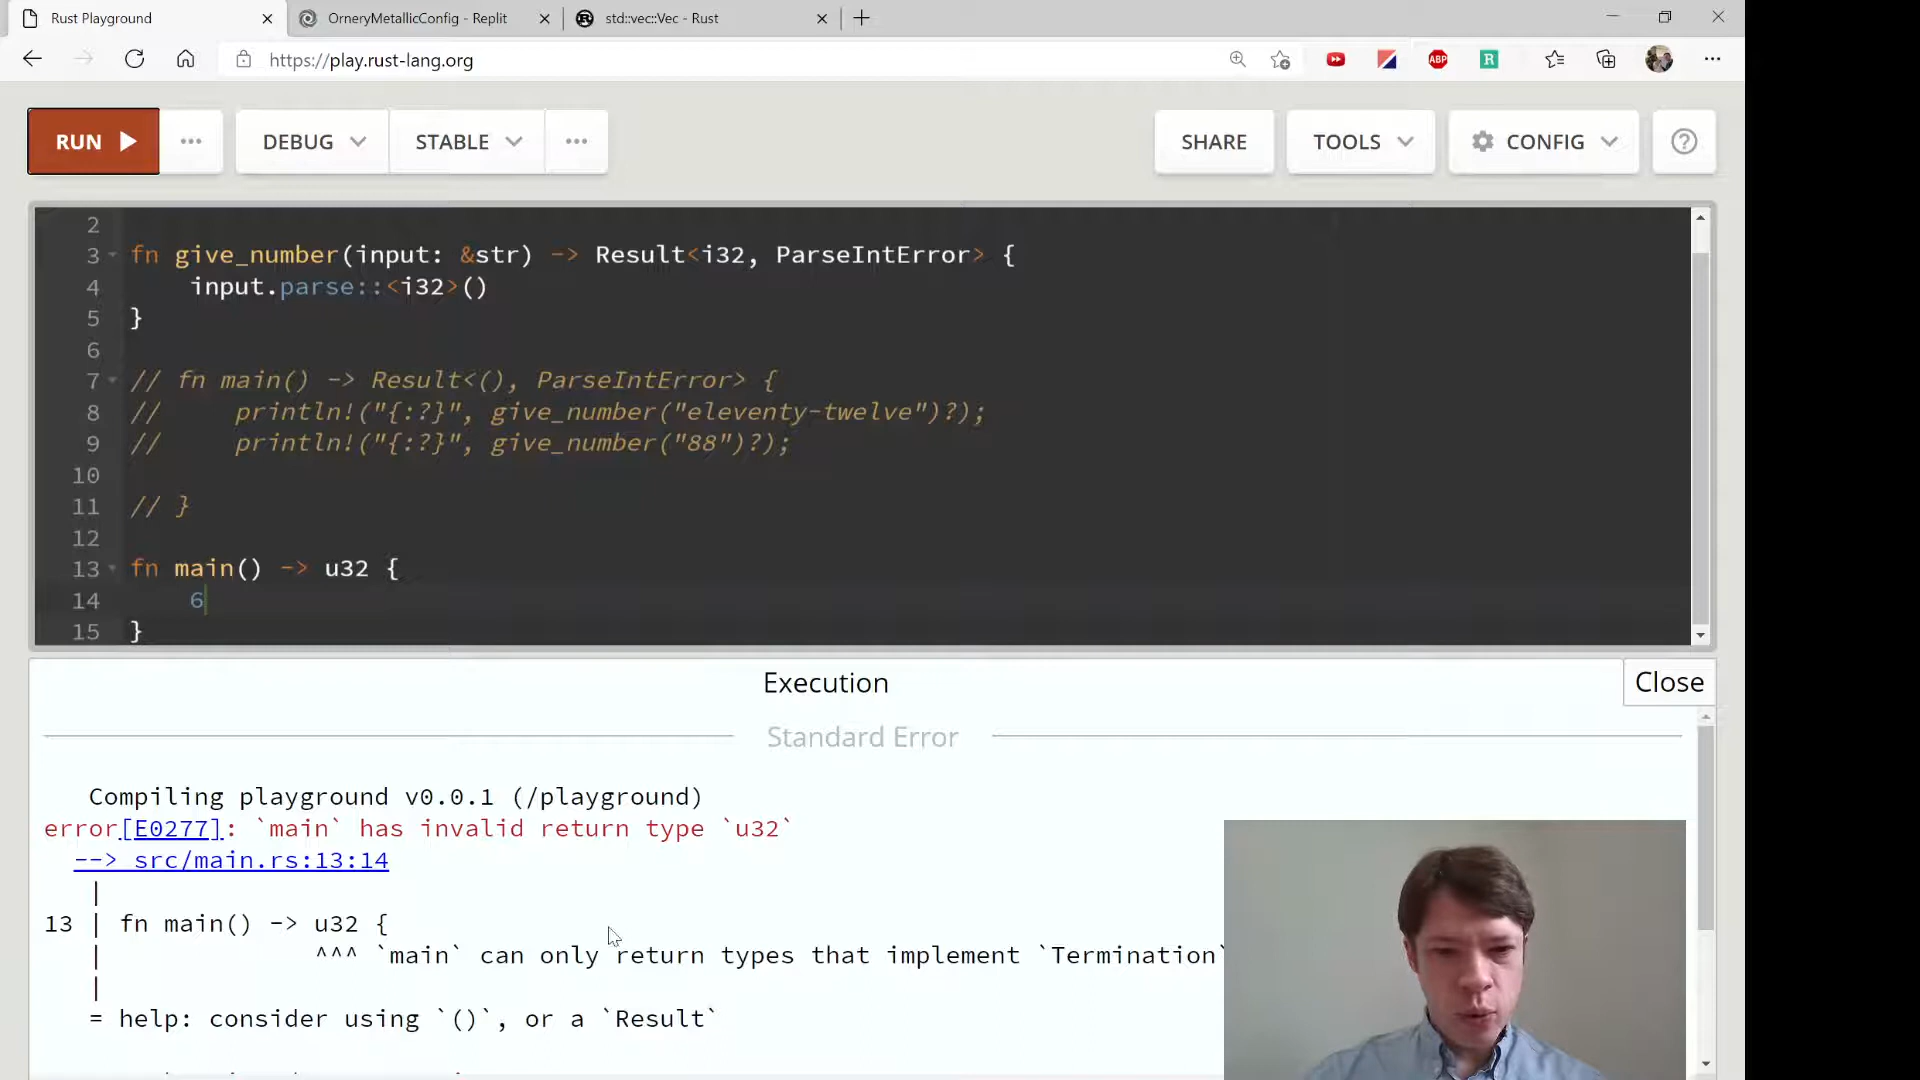 Rust Playground
OrneryMetallicConfig - Replit
std::vec::Vec - Rust
https://play.rust-lang.org
ABP
R
RUN
DEBUG
STABLE
SHARE
TOOLS
CONFIG
2
3 fn give_number(input: &str) -> Result<i32, ParseIntError> {
4 input.parse::<i32>()
5 }
6
7 // fn main() -> Result<(), ParseIntError> {
8 // println!("{:?}", give_number("eleventy-twelve")?);
9 // println!("{:?}", give_number("88")?);
10
11 // }
12
13 fn main() -> u32 {
14 6
15 }
Execution
Close
Standard Error
Compiling playground v0.0.1 (/playground)
error[E0277]: `main` has invalid return type `u32`
--> src/main.rs:13:14
|
13 | fn main() -> u32 {
| ^^^ `main` can only return types that implement `Termination`
|
= help: consider using `()`, or a `Result`